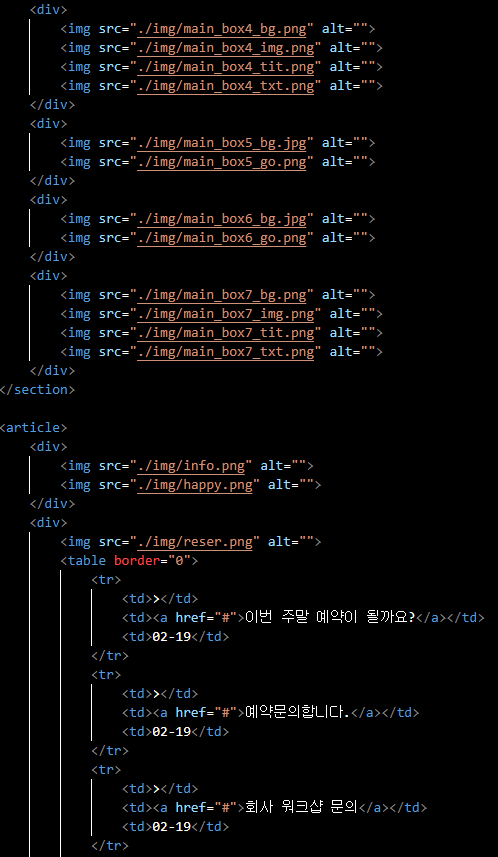 <div>
<img src="./img/main_box4_bg.png" alt="">
<img src="./img/main_box4_img.png" alt="">
<img src="./img/main_box4_tit.png" alt="">
<img src="./img/main_box4_txt.png" alt="">
</div>
<div>
<img src="./img/main_box5_bg.jpg" alt="">
<img src="./img/main_box5_go.png" alt="">
</div>
<div>
<img src="./img/main_box6_bg.jpg" alt="">
<img src="./img/main_box6_go.png" alt="">
</div>
<div>
<img src="./img/main_box7_bg.png" alt="">
<img src="./img/main_box7_img.png" alt="">
<img src="./img/main_box7_tit.png" alt="">
<img src="./img/main_box7_txt.png" alt="">
</div>
</section>
<article>
<div>
<img src="./img/info.png" alt="">
<img src="./img/happy.png" alt="">
</div>
<div>
<img src="./img/reser.png" alt="">
<table border="0">
<tr>
<td>></td>
<td><a href="#">이번 주말 예약이 될까요?</a></td>
<td>02-19</td>
</tr>
<tr>
<td>></td>
<td><a href="#">예약문의합니다.</a></td>
<td>02-19</td>
</tr>
<tr>
<td>></td>
<td><a href="#">회사 워크샵 문의</a></td>
<td>02-19</td>
</tr>